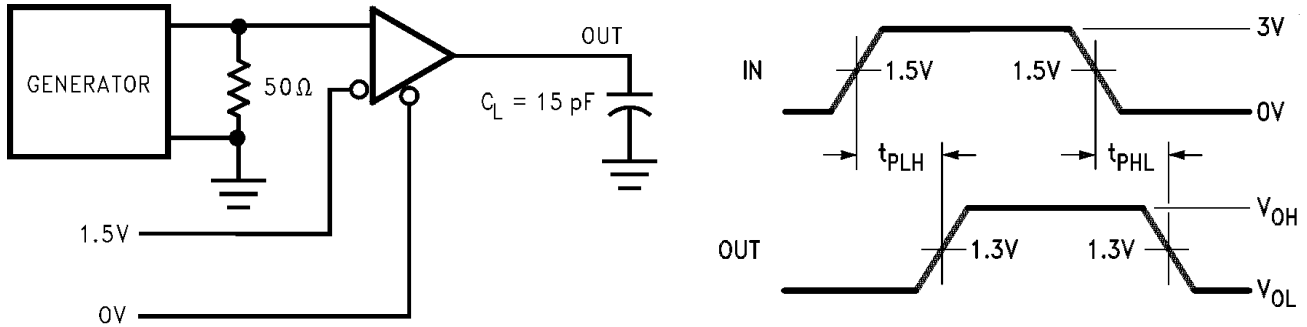 GENERATOR
50Ω
OUT
C_L = 15 pF
1.5V
0V
IN
1.5V
1.5V
3V
0V
t_PLH
t_PHL
OUT
1.3V
1.3V
V_OH
V_OL